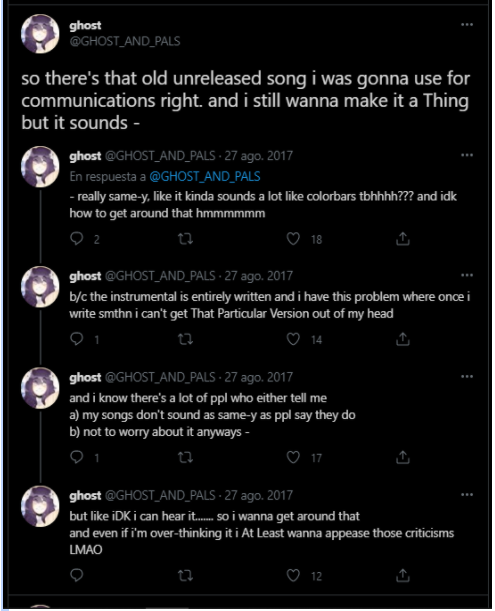 ghost
@GHOST_AND_PALS
so there's that old unreleased song i was gonna use for
communications right. and i still wanna make it a Thing
but it sounds -
ghost @GHOST_AND_PALS · 27 ago. 2017
En respuesta a @GHOST_AND_PALS
- really same-y, like it kinda sounds a lot like colorbars tbhhhh??? and idk
how to get around that hmmmmmm
2 18
ghost @GHOST_AND_PALS · 27 ago. 2017
b/c the instrumental is entirely written and i have this problem where once i
write smthn i can't get That Particular Version out of my head
1 14
ghost @GHOST_AND_PALS · 27 ago. 2017
and i know there's a lot of ppl who either tell me
a) my songs don't sound as same-y as ppl say they do
b) not to worry about it anyways -
1 17
ghost @GHOST_AND_PALS · 27 ago. 2017
but like iDK i can hear it....... so i wanna get around that
and even if i'm over-thinking it i At Least wanna appease those criticisms
LMAO
12